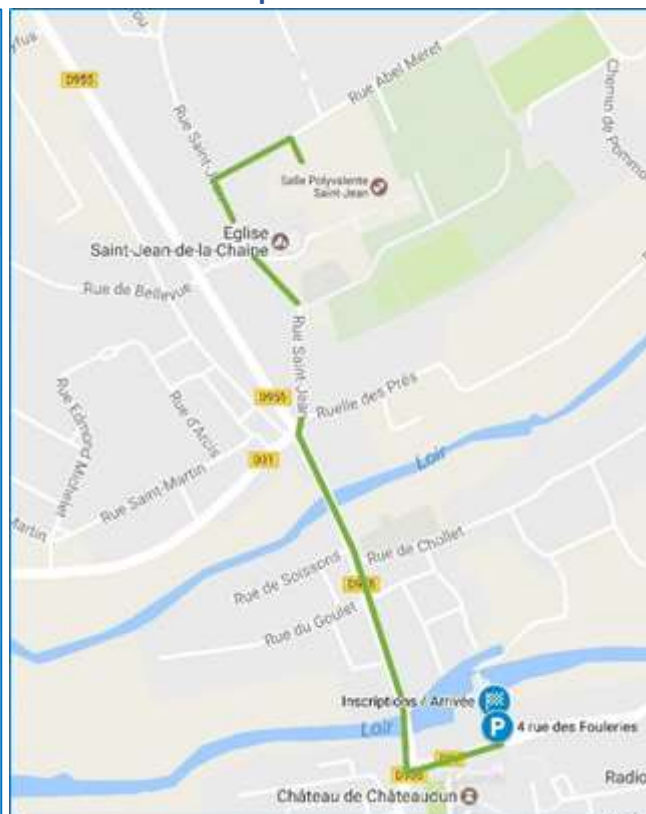 D955
Rue Abel Méret
Chemin de Pommo
Rue Saint-J
Salle Polyvalente
Saint-Jean
Eglise
Saint-Jean-de-la-Chaine
Rue de Bellevue
Rue Saint-Jean
D955
Ruelle des Prés
Rue Edmond Michelet
Rue d'Arcis
D31
Loir
Rue Saint-Martin
Martin
Rue de Soissons
Rue de Chollet
Rue du Goulet
Inscriptions / Arrivée
P
4 rue des Fouleries
Loir
D955
Radio
Château de Châteaudun